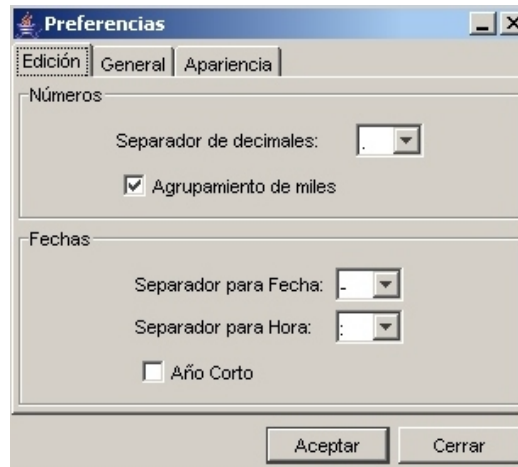 Preferencias
Edición General Apariencia
Números
Separador de decimales: .
Agrupamiento de miles
Fechas
Separador para Fecha: -
Separador para Hora: :
Año Corto
Aceptar Cerrar